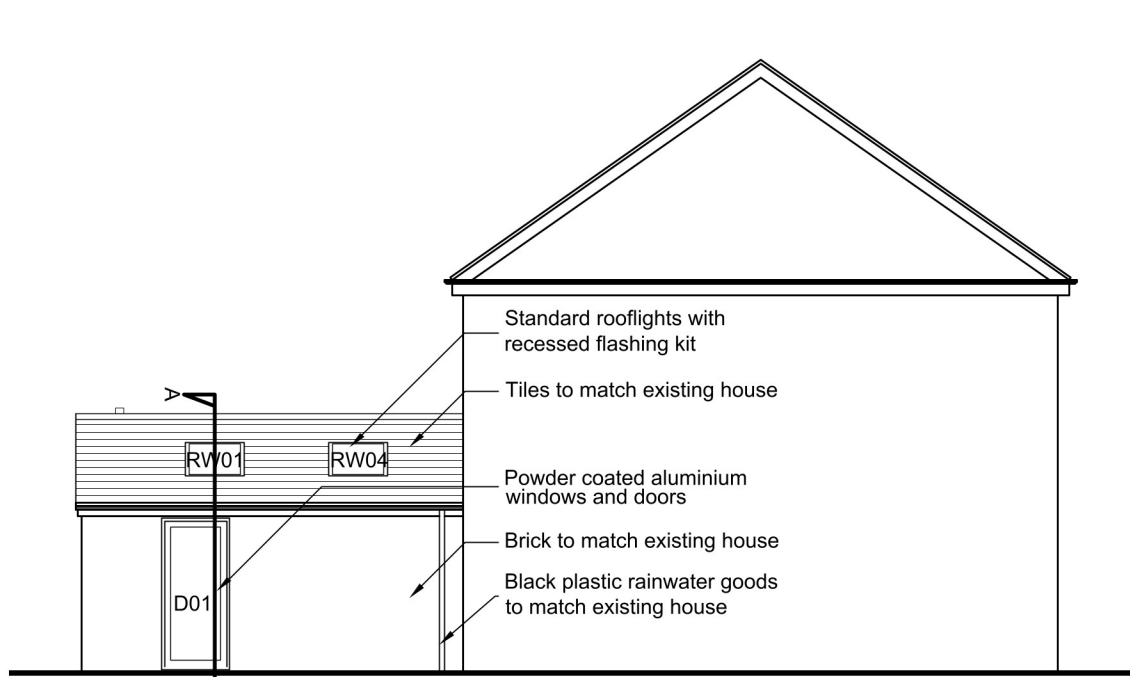 Standard rooflights with
recessed flashing kit
Tiles to match existing house
A
RW01
RW04
Powder coated aluminium
windows and doors
Brick to match existing house
Black plastic rainwater goods
to match existing house
D01